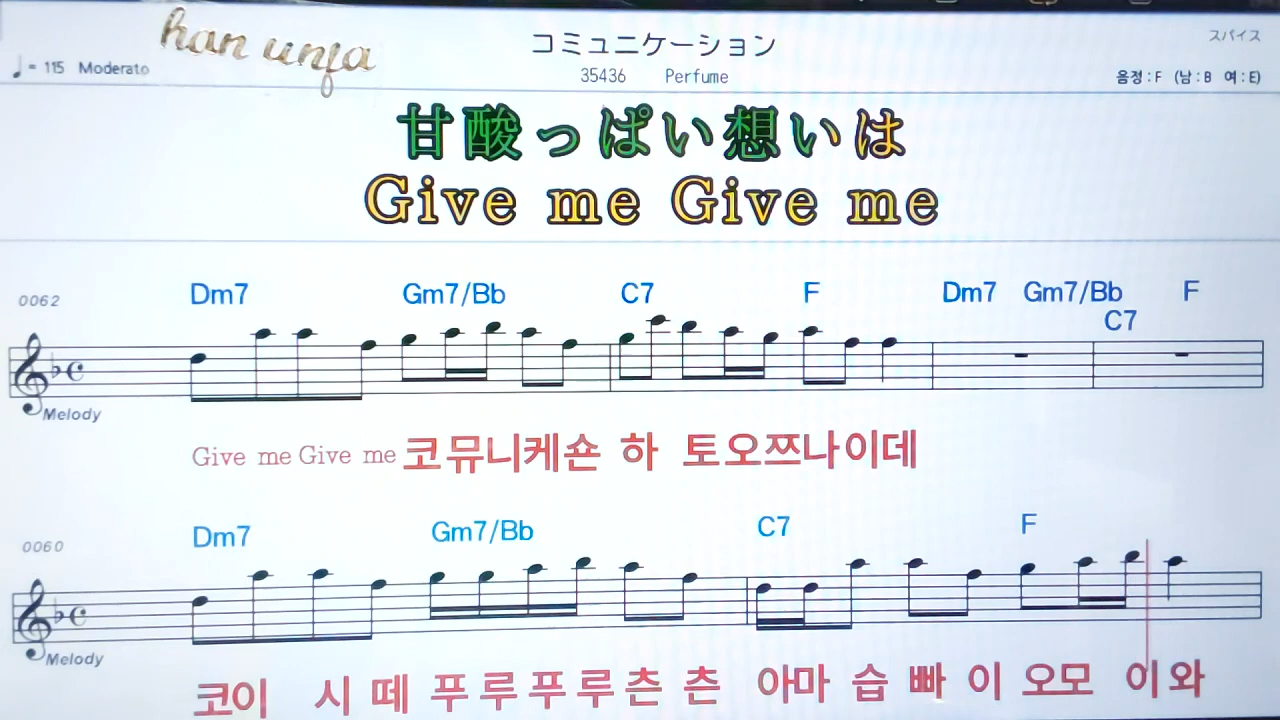 han unja
コミュニケーション
スパイス
♩= 115 Moderato
35436 Perfume
음정 : F (남 : B 여 : E)
甘酸っぱい想いは
Give me Give me
0062
Dm7 Gm7/Bb C7 F Dm7 Gm7/Bb C7 F
Melody
Give me Give me 코뮤니케숀 하 토오쯔나이데
0060
Dm7 Gm7/Bb C7 F
Melody
코이 시 떼 푸루푸루츤 츤 아마 습 빠 이 오모 이와